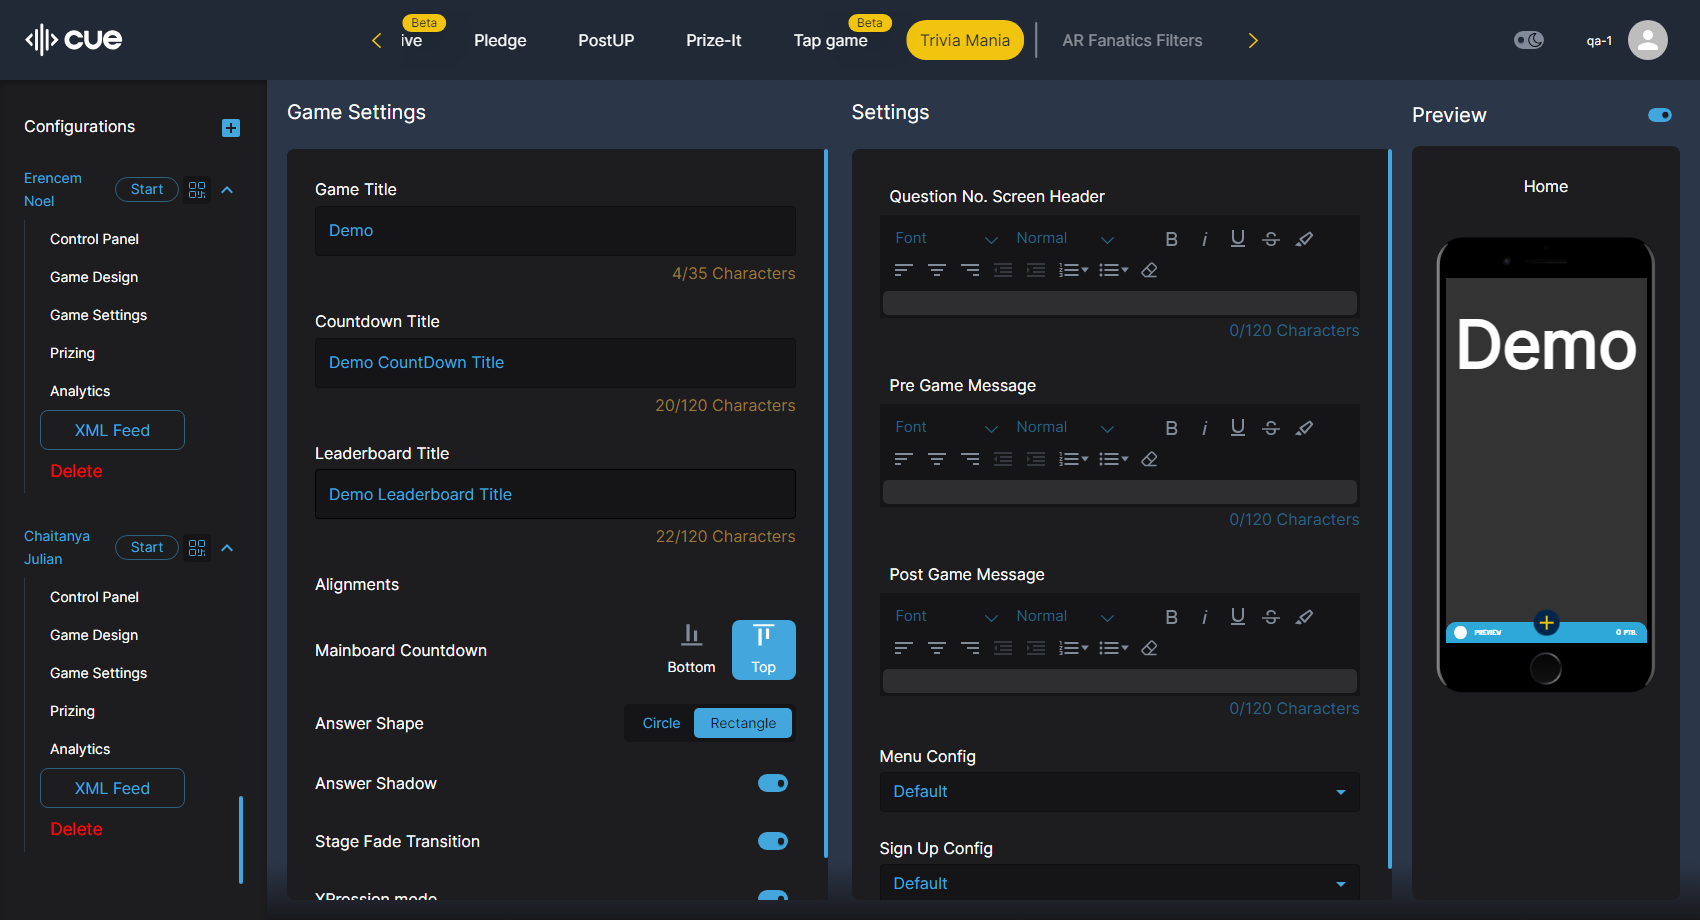 cue
Beta
ive
Pledge
PostUP
Prize-It
Beta
Tap game
Trivia Mania
AR Fanatics Filters
qa-1
Configurations
Erencem
Noel
Start
Control Panel
Game Design
Game Settings
Prizing
Analytics
XML Feed
Delete
Chaitanya
Julian
Start
Control Panel
Game Design
Game Settings
Prizing
Analytics
XML Feed
Delete
Game Settings
Game Title
Demo
4/35 Characters
Countdown Title
Demo CountDown Title
20/120 Characters
Leaderboard Title
Demo Leaderboard Title
22/120 Characters
Alignments
Mainboard Countdown
Bottom
Top
Answer Shape
Circle
Rectangle
Answer Shadow
Stage Fade Transition
XPression mode
Settings
Question No. Screen Header
Font
Normal
B i U S
0/120 Characters
Pre Game Message
Font
Normal
B i U S
0/120 Characters
Post Game Message
Font
Normal
B i U S
0/120 Characters
Menu Config
Default
Sign Up Config
Default
Preview
Home
Demo
PREVIEW
0 PTS.